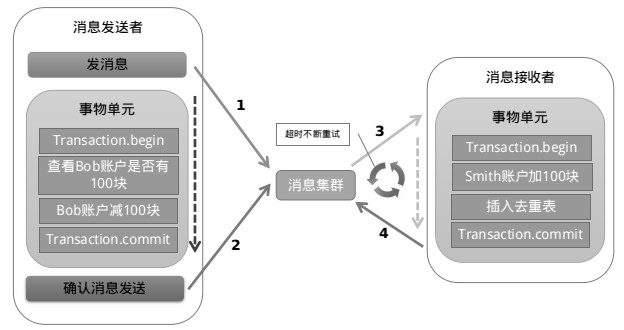 消息发送者
发消息
事物单元
Transaction.begin
查看Bob账户是否有
100块
Bob账户减100块
Transaction.commit
确认消息发送
1
2
超时不断重试
消息集群
3
4
消息接收者
事物单元
Transaction.begin
Smith账户加100块
插入去重表
Transaction.commit